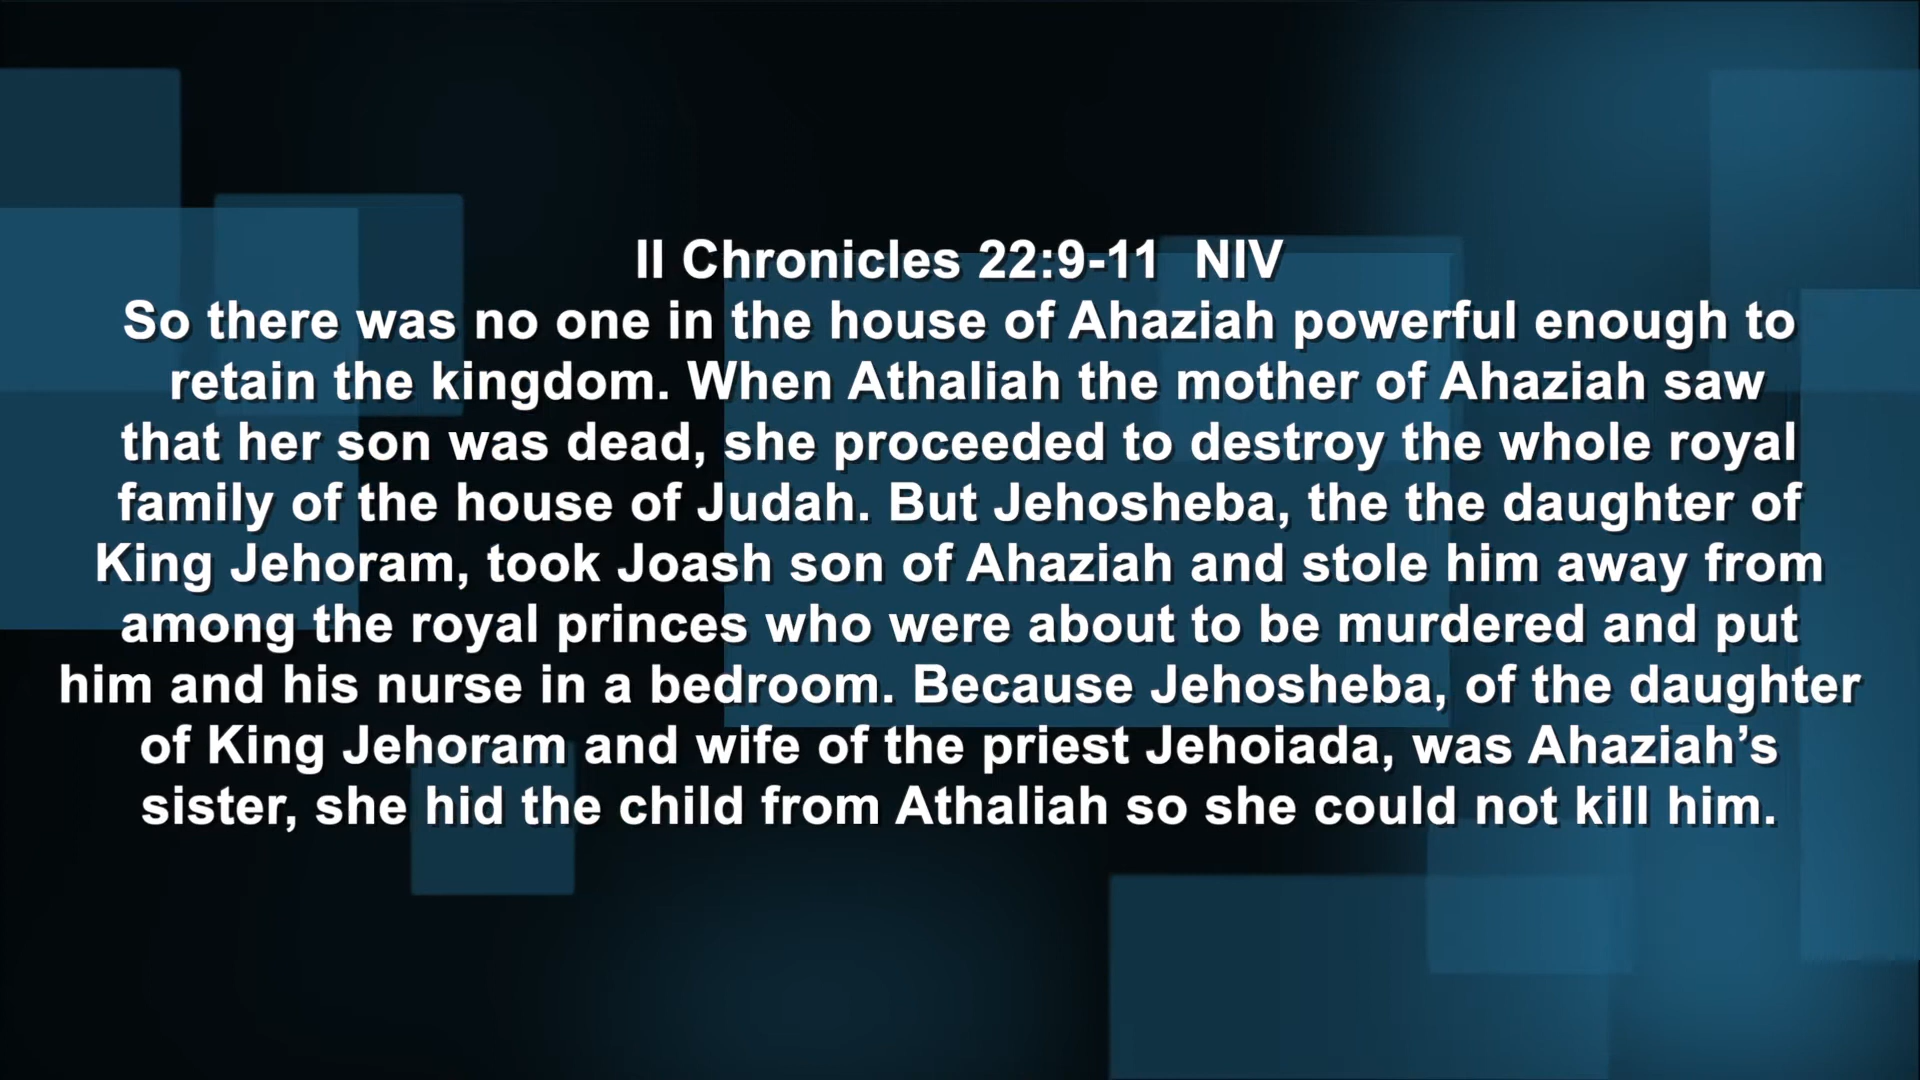 II Chronicles 22:9-11  NIV
So there was no one in the house of Ahaziah powerful enough to
retain the kingdom. When Athaliah the mother of Ahaziah saw
that her son was dead, she proceeded to destroy the whole royal
family of the house of Judah. But Jehosheba, the the daughter of
King Jehoram, took Joash son of Ahaziah and stole him away from
among the royal princes who were about to be murdered and put
him and his nurse in a bedroom. Because Jehosheba, of the daughter
of King Jehoram and wife of the priest Jehoiada, was Ahaziah’s
sister, she hid the child from Athaliah so she could not kill him.